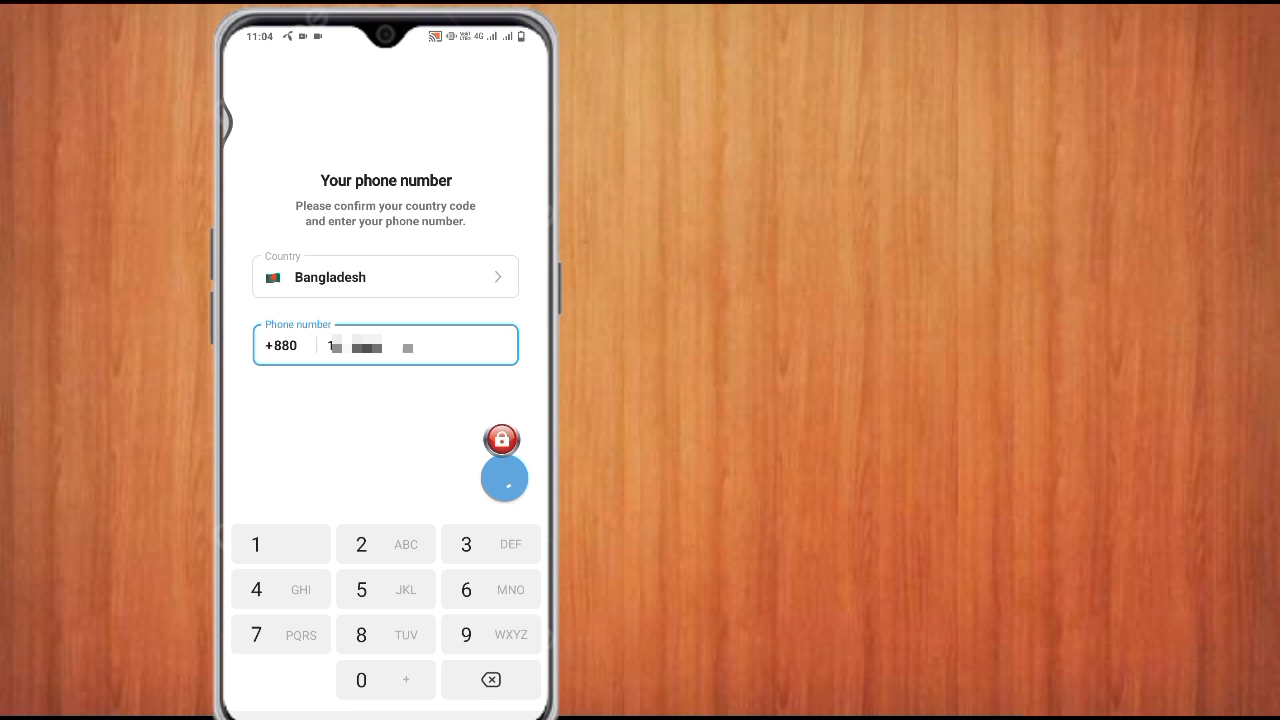 11:04
4G
Your phone number
Please confirm your country code
and enter your phone number.
Country
Bangladesh
Phone number
+880 1
1
2 ABC
3 DEF
4 GHI
5 JKL
6 MNO
7 PQRS
8 TUV
9 WXYZ
0 +